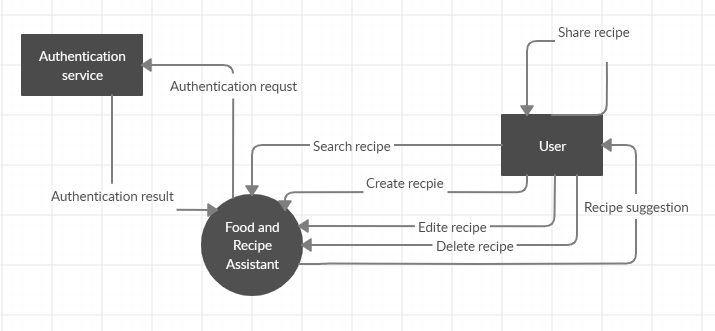 Share recipe
Authentication
service
Authentication requst
Search recipe
User
Create recpie
Authentication result
Recipe suggestion
Food and
Recipe
Assistant
Edite recipe
Delete recipe